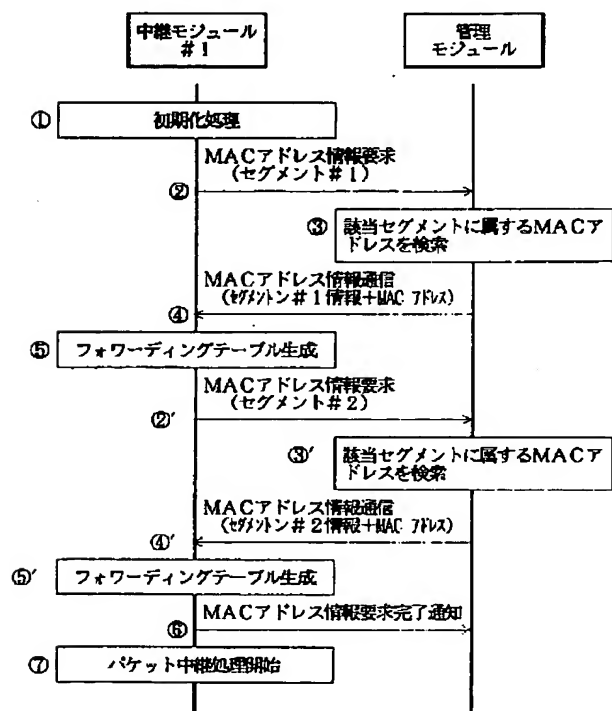 中継モジュール
#1
管理
モジュール
① 初期化処理
MACアドレス情報要求
(セグメント#1)
②
③ 該当セグメントに属するMACア
ドレスを検索
MACアドレス情報通信
(セグメントン#1情報+MAC アドレス)
④
⑤ フォワーディングテーブル生成
MACアドレス情報要求
(セグメント#2)
②′
③′ 該当セグメントに属するMACア
ドレスを検索
MACアドレス情報通信
(セグメントン#2情報+MAC アドレス)
④′
⑤′ フォワーディングテーブル生成
MACアドレス情報要求完了通知
⑥
⑦ パケット中継処理開始